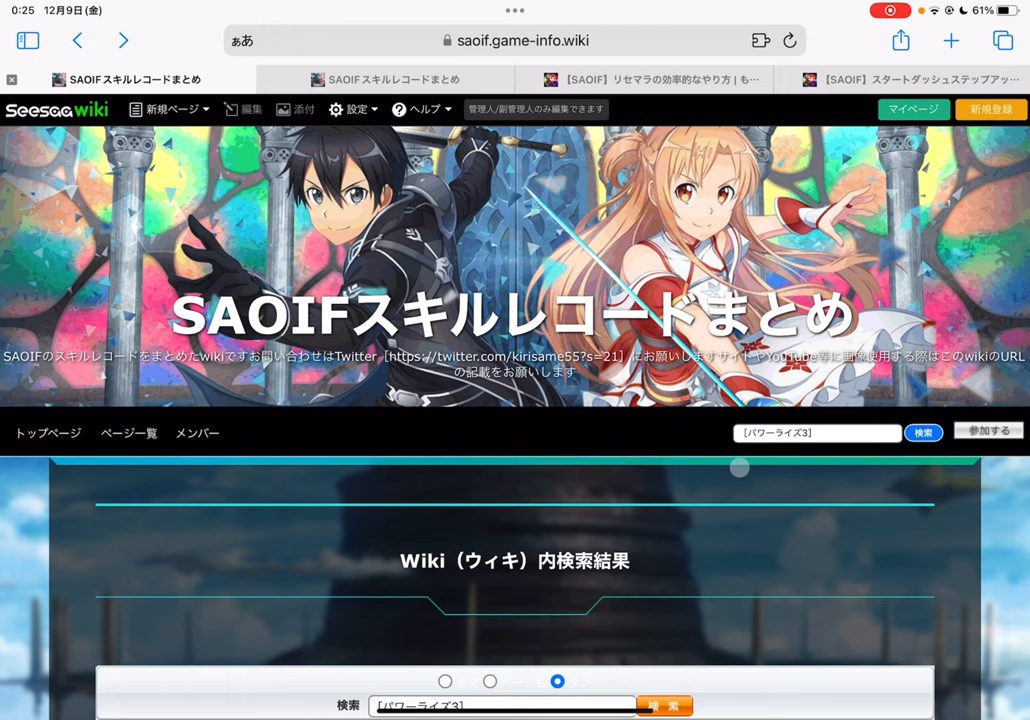 0:25 12月9日(金)
61%
ぁあ
saoif.game-info.wiki
SAOIFスキルレコードまとめ
SAOIFスキルレコードまとめ
【SAOIF】リセマラの効率的なやり方 | も…
【SAOIF】スタートダッシュステップアッ…
Seesaa wiki
新規ページ
編集
添付
設定
ヘルプ
管理人/副管理人のみ編集できます
マイページ
新規登録
SAOIFスキルレコードまとめ
SAOIFのスキルレコードをまとめたwikiですお問い合わせはTwitter［https://twitter.com/kirisame55?s=21］にお願いしますサイトやYouTube等に画像使用する際はこのwikiのURL
の記載をお願いします
トップページ
ページ一覧
メンバー
[パワーライズ3]
検索
参加する
Wiki（ウィキ）内検索結果
検索
[パワーライズ3]
検 索